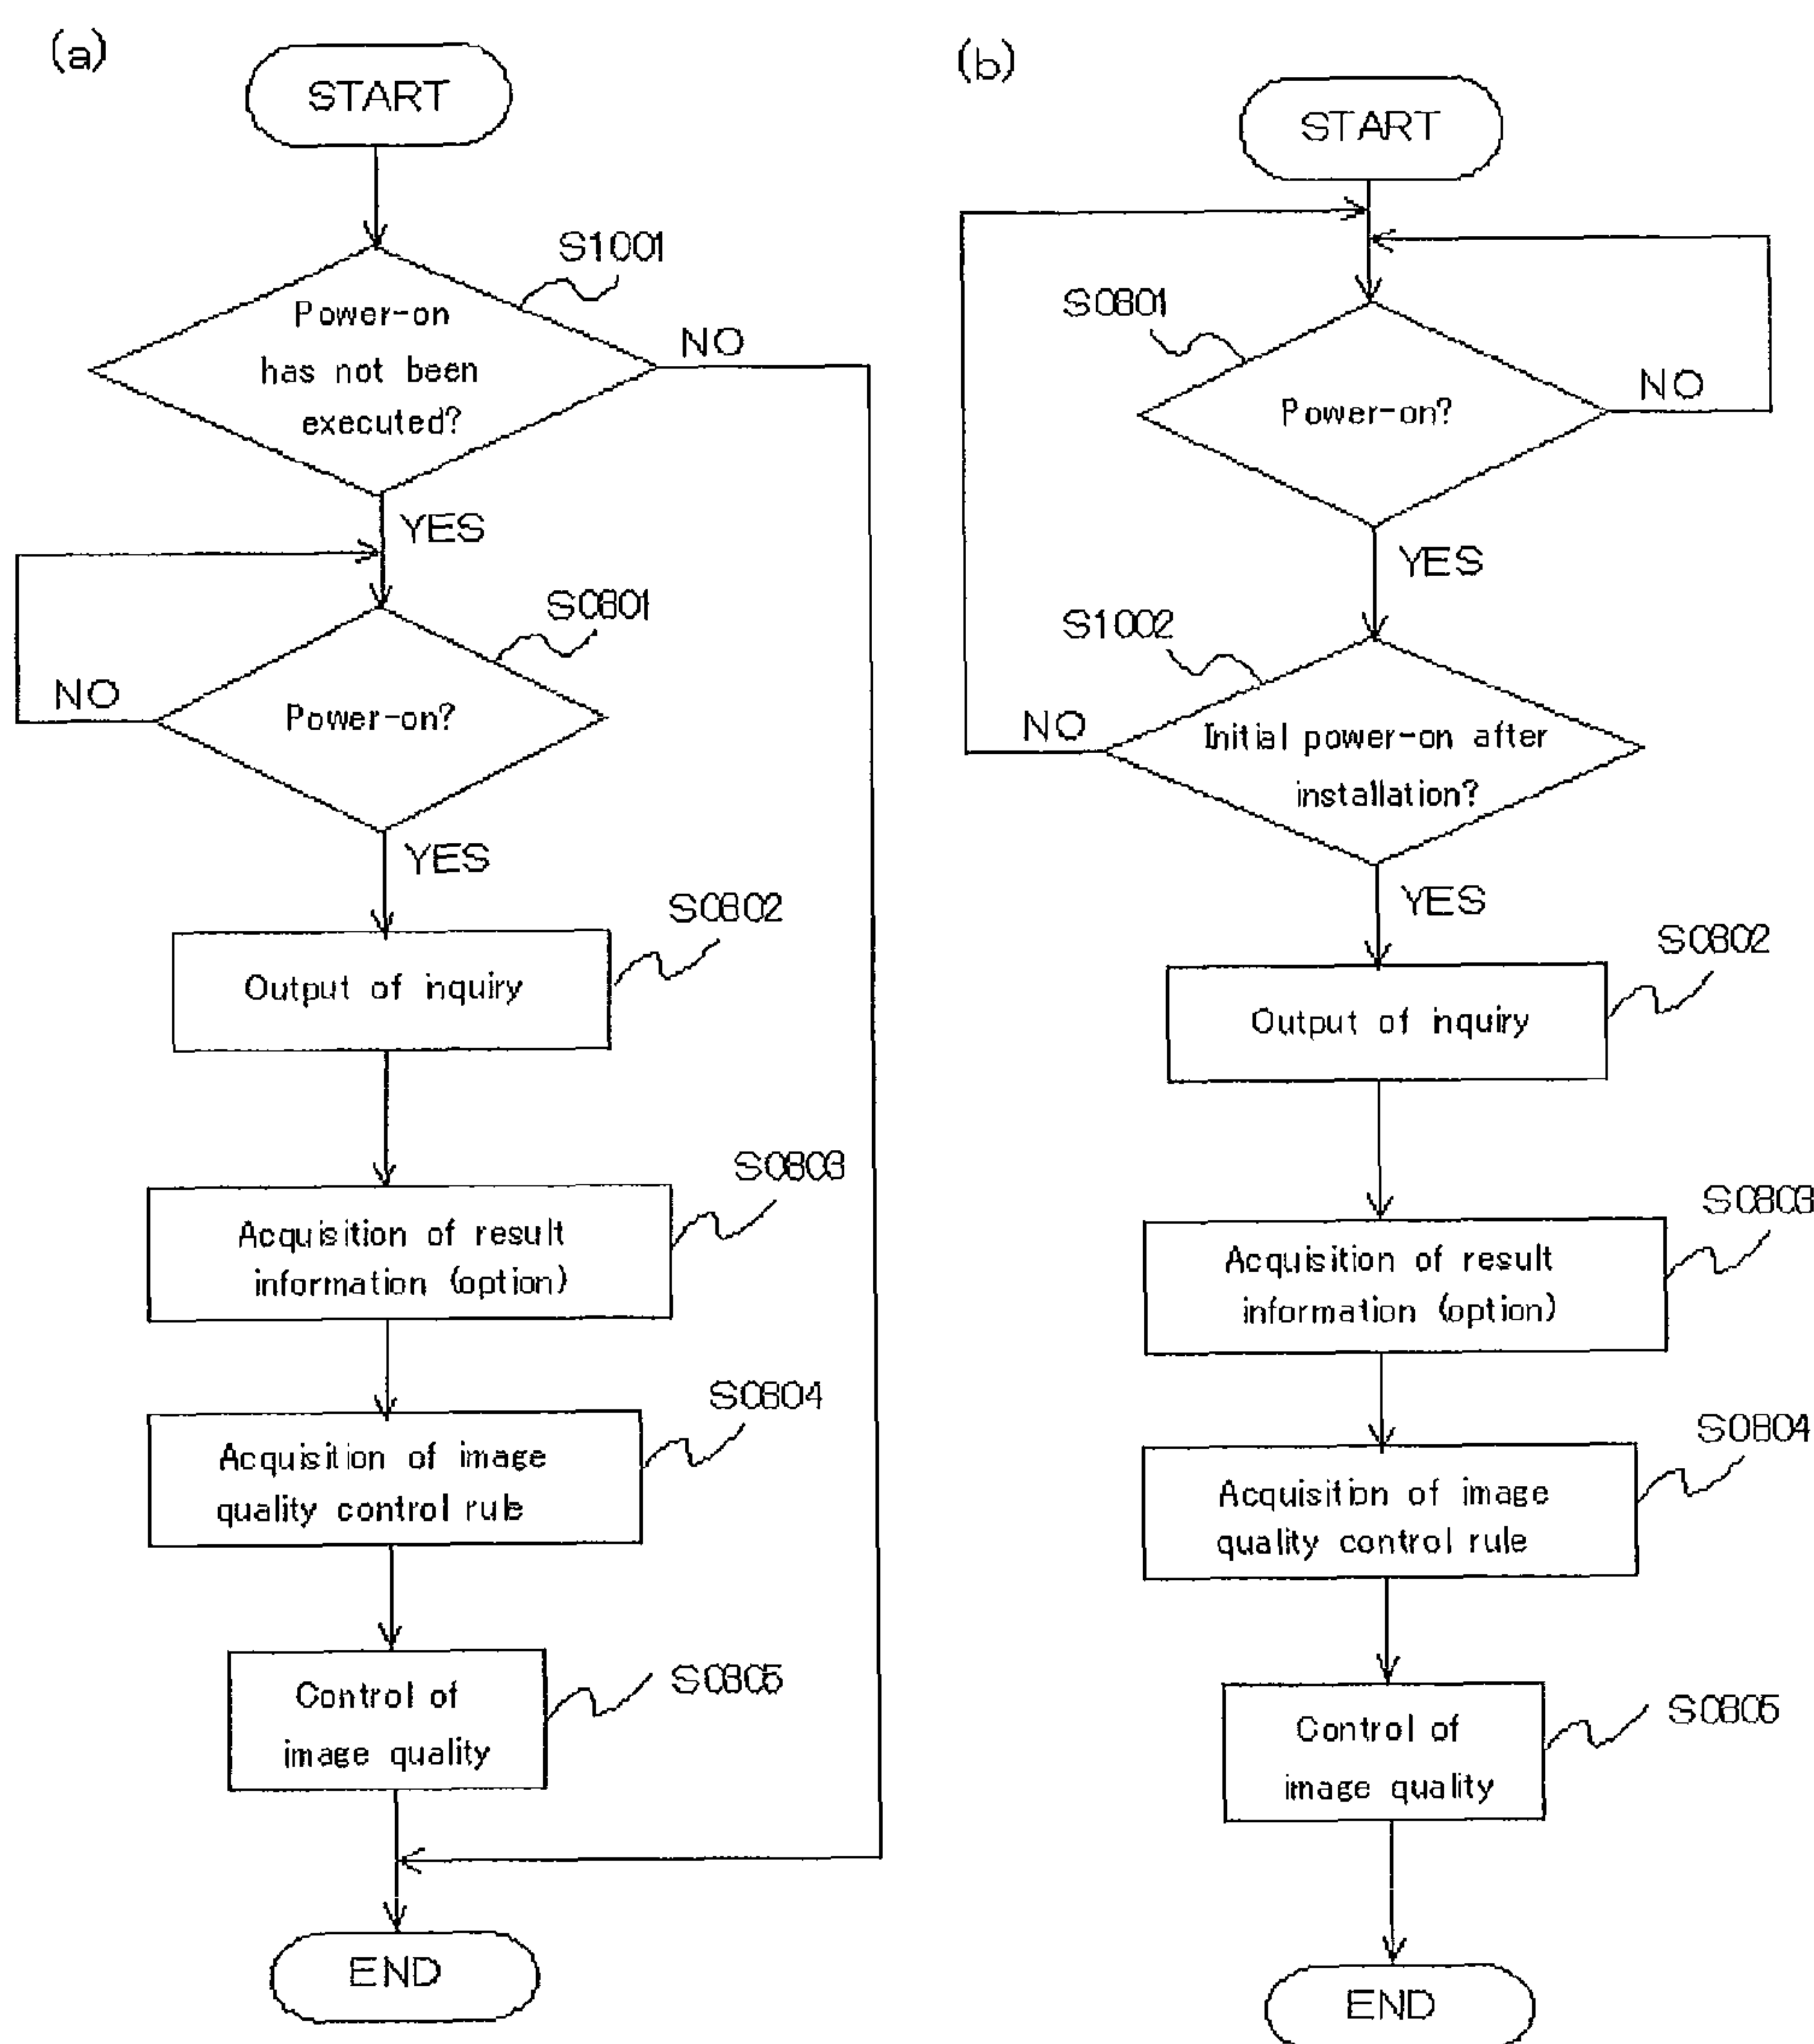 (a)
START
S1001
Power-on
has not been
executed?
NO
YES
S0801
Power-on?
NO
YES
S0802
Output of inquiry
S0803
Acquisition of result
information (option)
S0804
Acquisition of image
quality control rule
S0805
Control of
image quality
END
(b)
START
S0801
Power-on?
NO
YES
S1002
Initial power-on after
installation?
NO
YES
S0802
Output of inquiry
S0803
Acquisition of result
information (option)
S0804
Acquisition of image
quality control rule
S0805
Control of
image quality
END